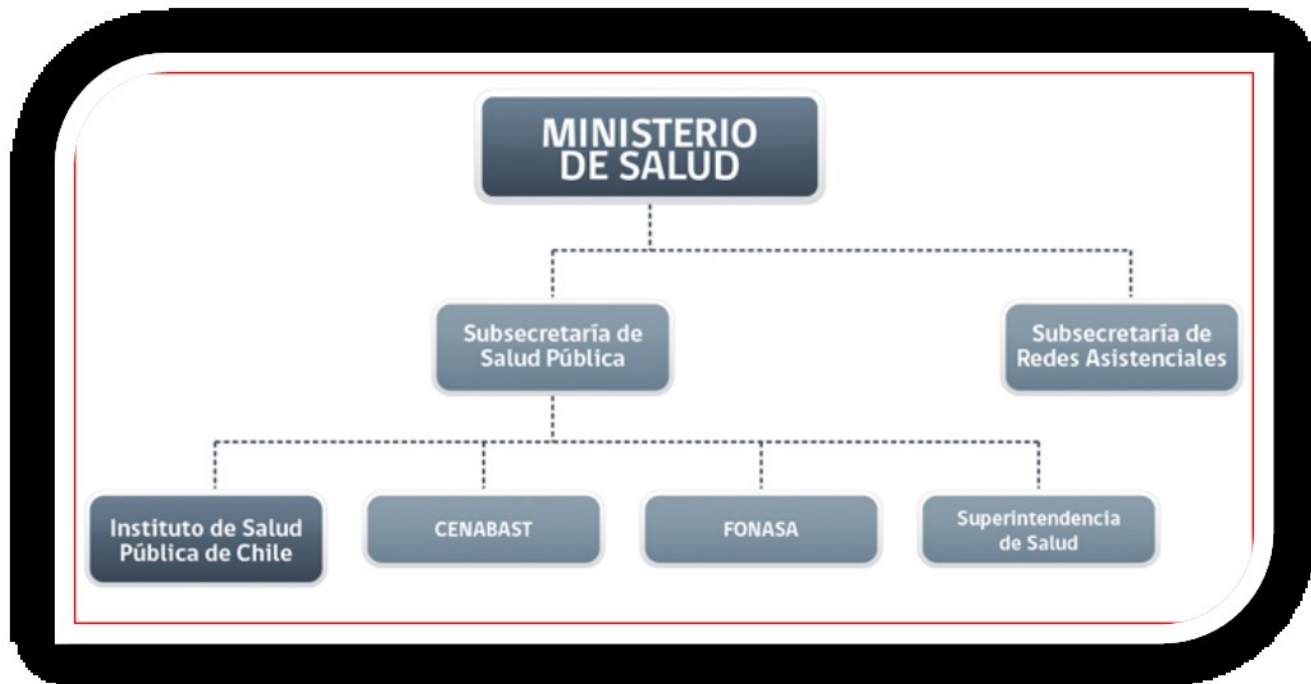 MINISTERIO
DE SALUD
Subsecretaría de
Salud Pública
Subsecretaría de
Redes Asistenciales
Instituto de Salud
Pública de Chile
CENABAST
FONASA
Superintendencia
de Salud